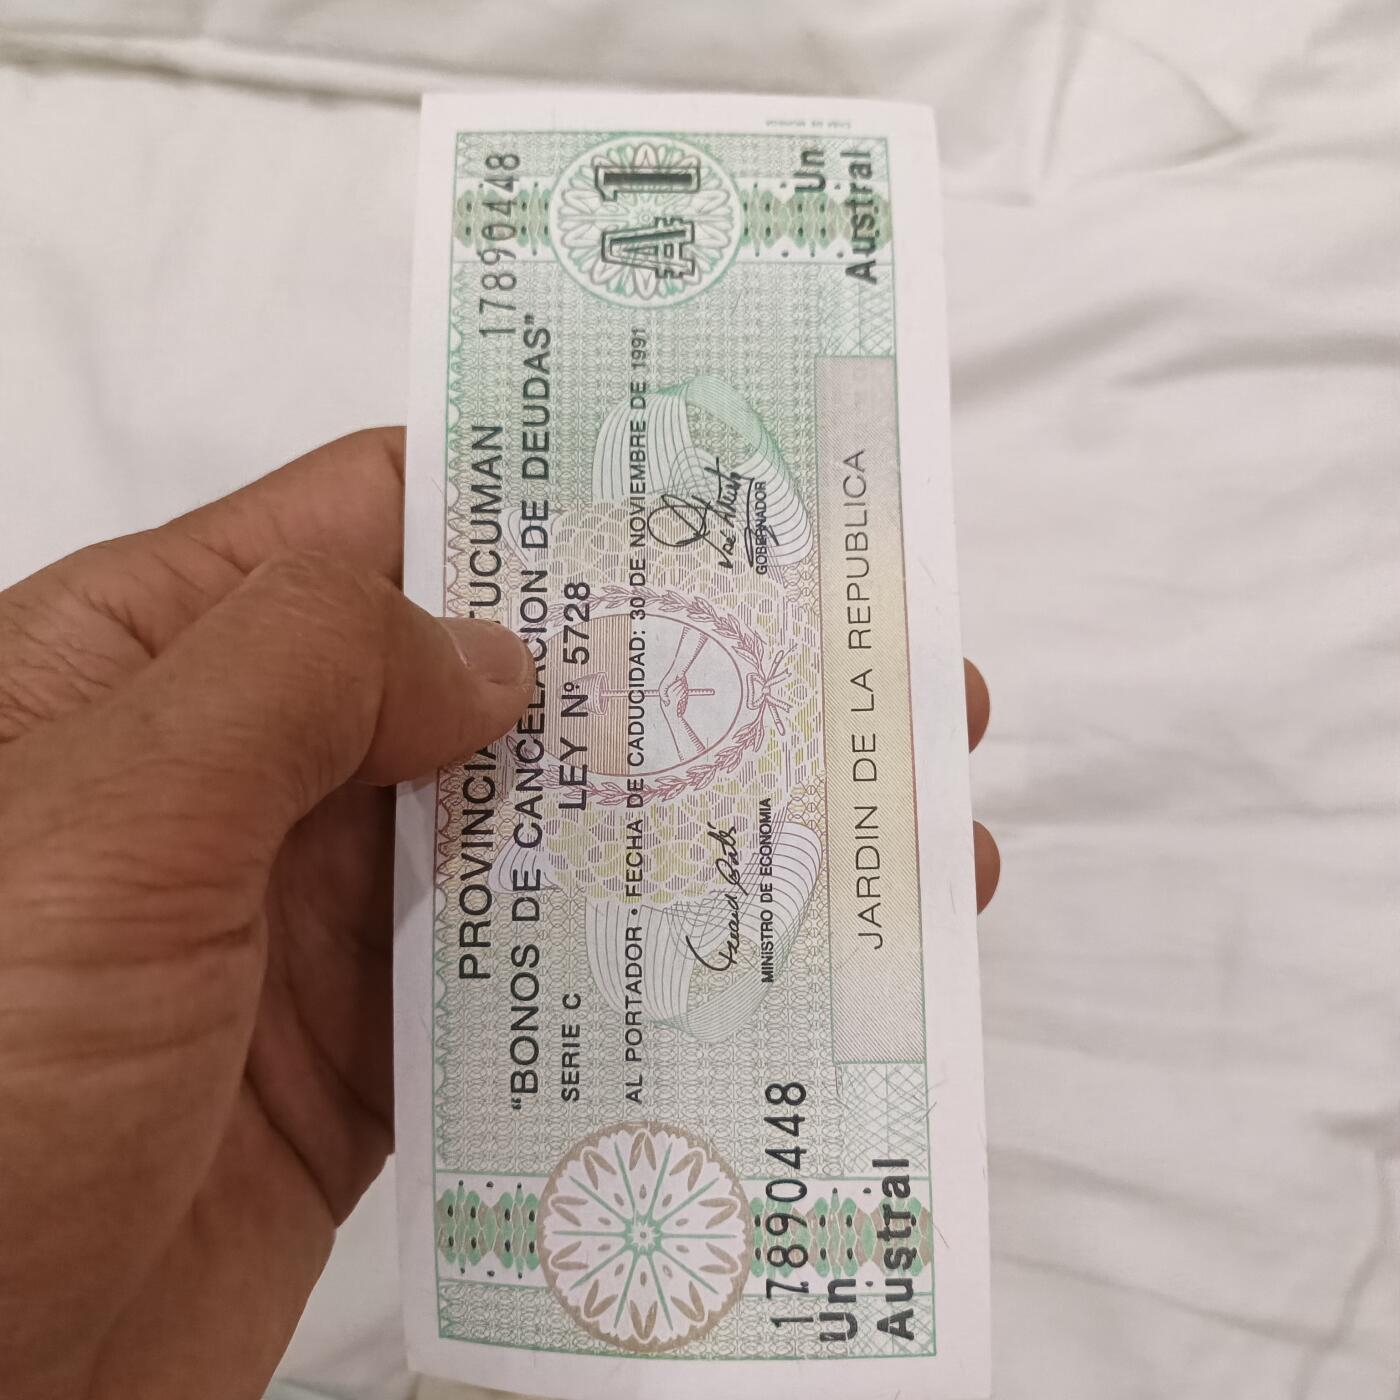 PROVINCIA TUCUMAN
17890448
"BONOS DE CANCELACION DE DEUDAS"
SERIE C
LEY Nº 5728
A1
AL PORTADOR • FECHA DE CADUCIDAD: 30 DE NOVIEMBRE DE 1991
MINISTRO DE ECONOMIA
GOBERNADOR
17890448
Un
Austral
JARDIN DE LA REPUBLICA
Un
Austral